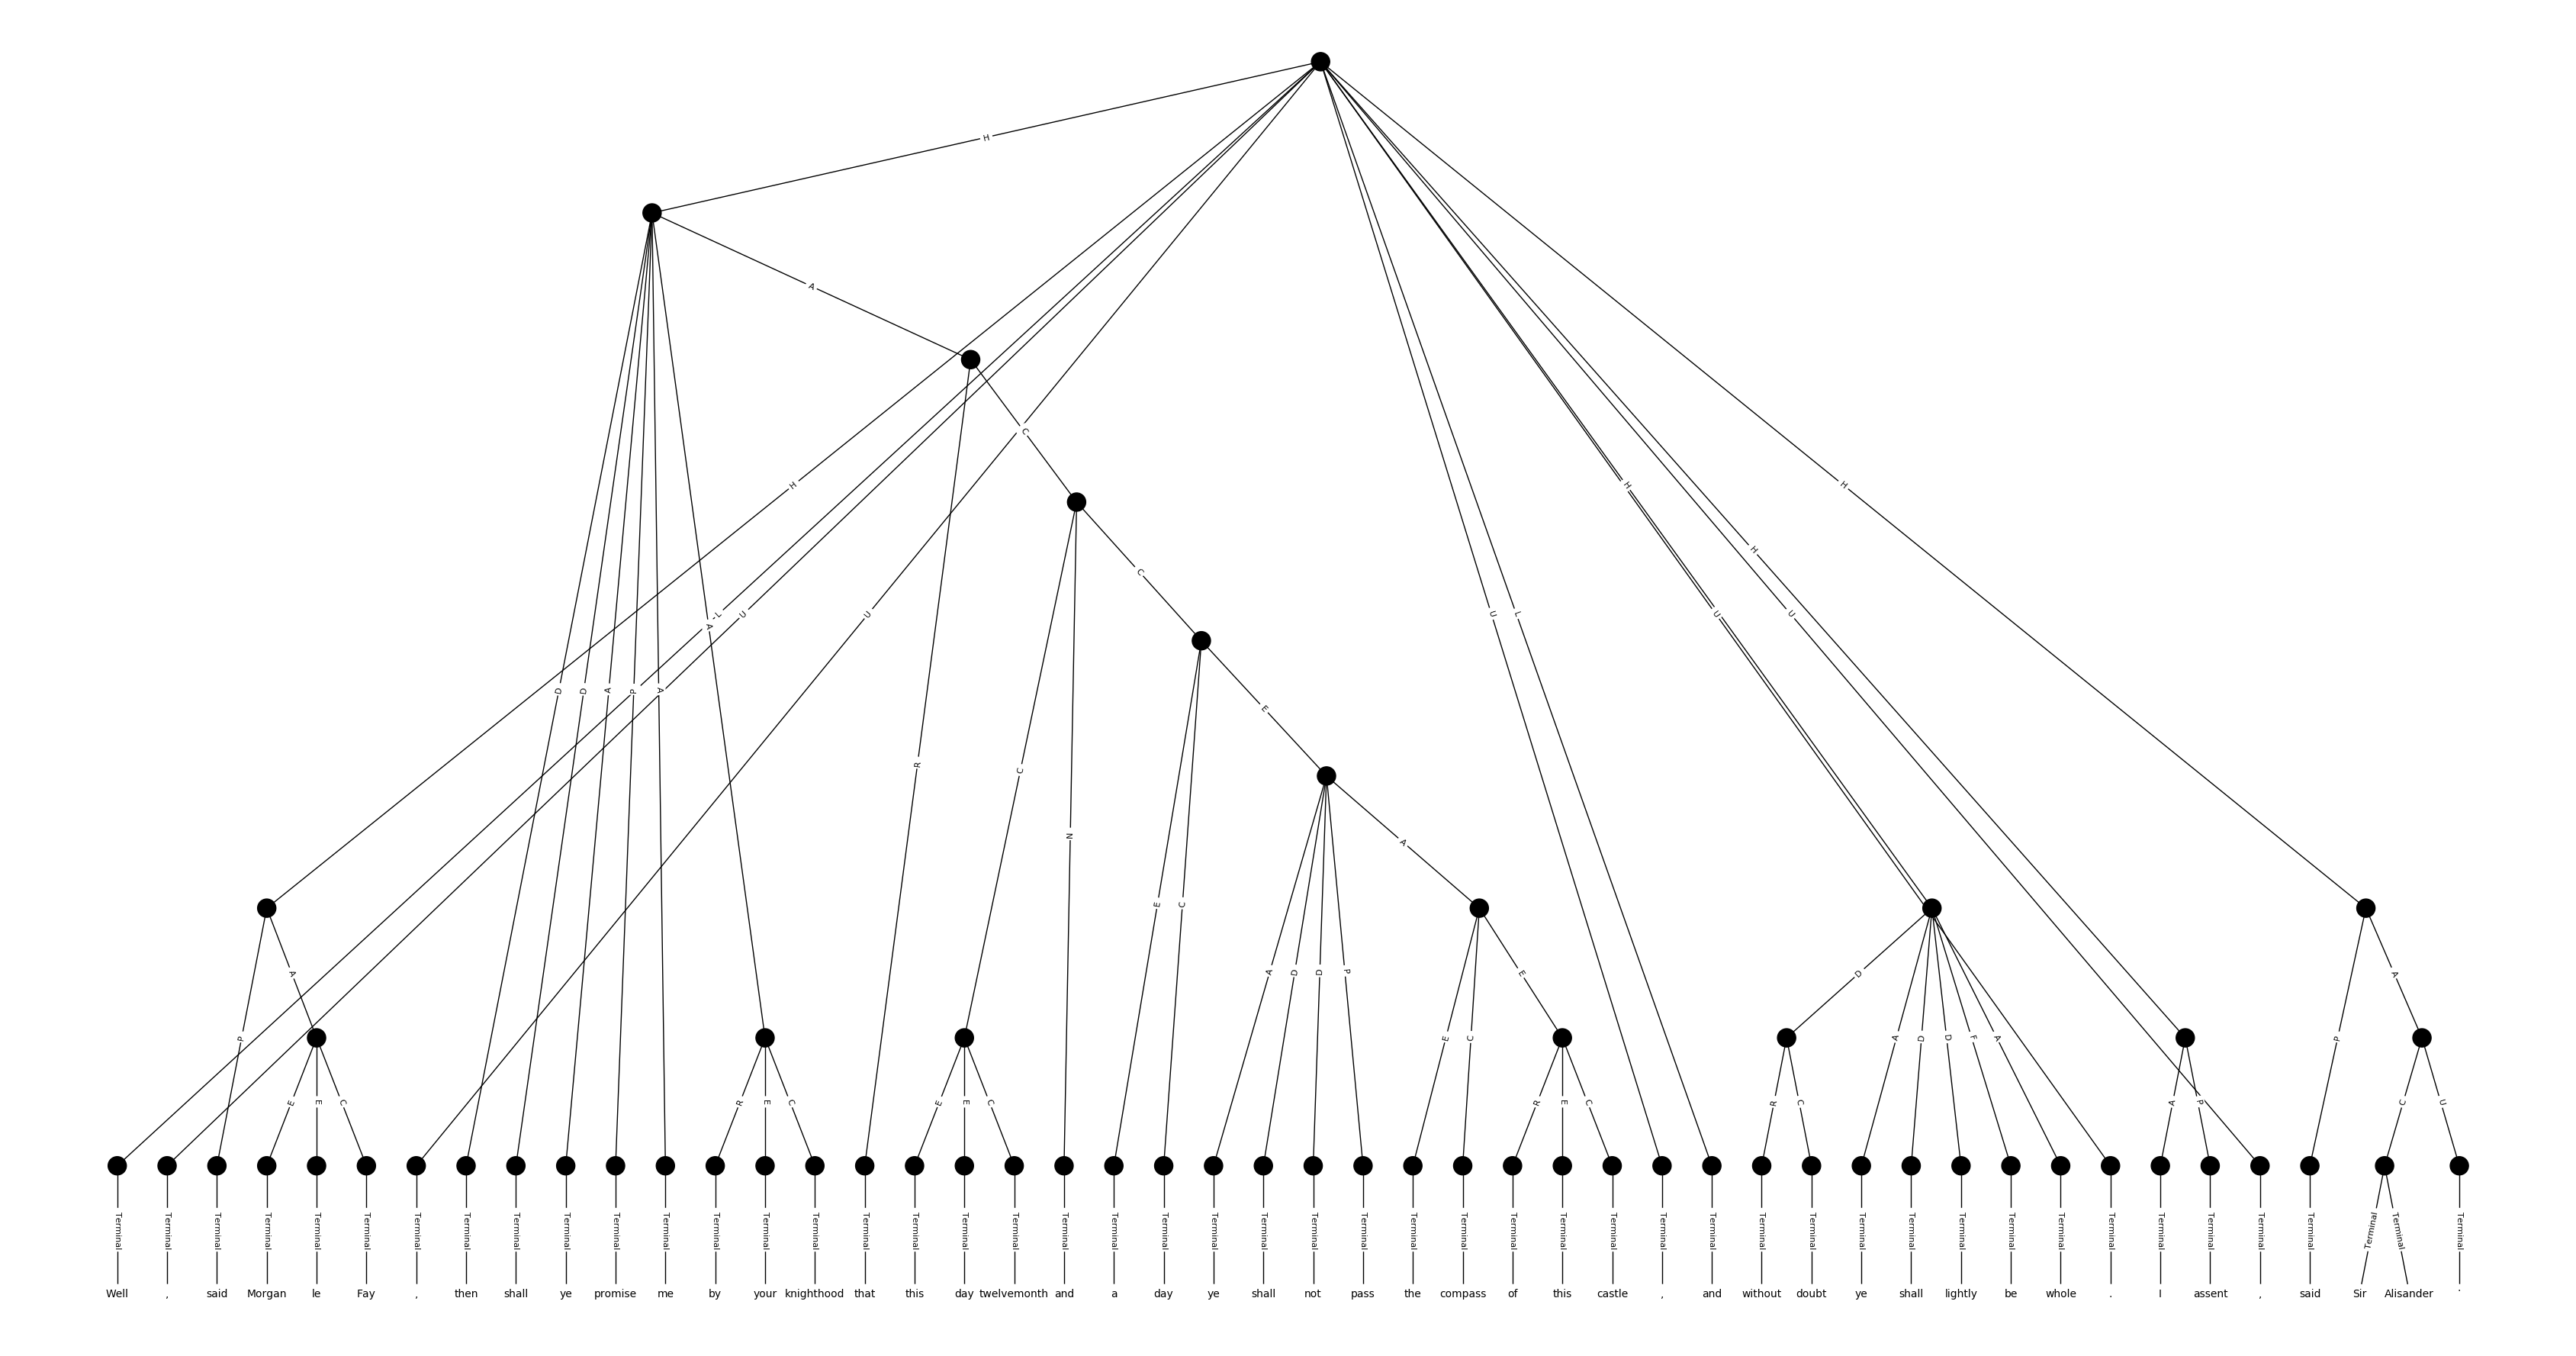 H
A
C
H
C
H
H
H
U
E
L
U
U
U
L
U
U
A
D
D
A
P
A
R
C
N
A
E
C
A
D
D
P
E
D
A
A
P
E
C
A
D
D
F
A
P
E
E
C
R
E
C
E
E
C
R
E
C
R
C
A
P
C
U
Terminal Terminal Terminal Terminal Terminal Terminal Terminal Terminal Terminal Terminal Terminal Terminal Terminal Terminal Terminal Terminal Terminal Terminal Terminal Terminal Terminal Terminal Terminal Terminal Terminal Terminal Terminal Terminal Terminal Terminal Terminal Terminal Terminal Terminal Terminal Terminal Terminal Terminal Terminal Terminal Terminal Terminal Terminal Terminal Terminal Terminal Terminal Terminal
Well , said Morgan le Fay , then shall ye promise me by your knighthood that this day twelvemonth and a day ye shall not pass the compass of this castle , and without doubt ye shall lightly be whole . I assent , said Sir Alisander .